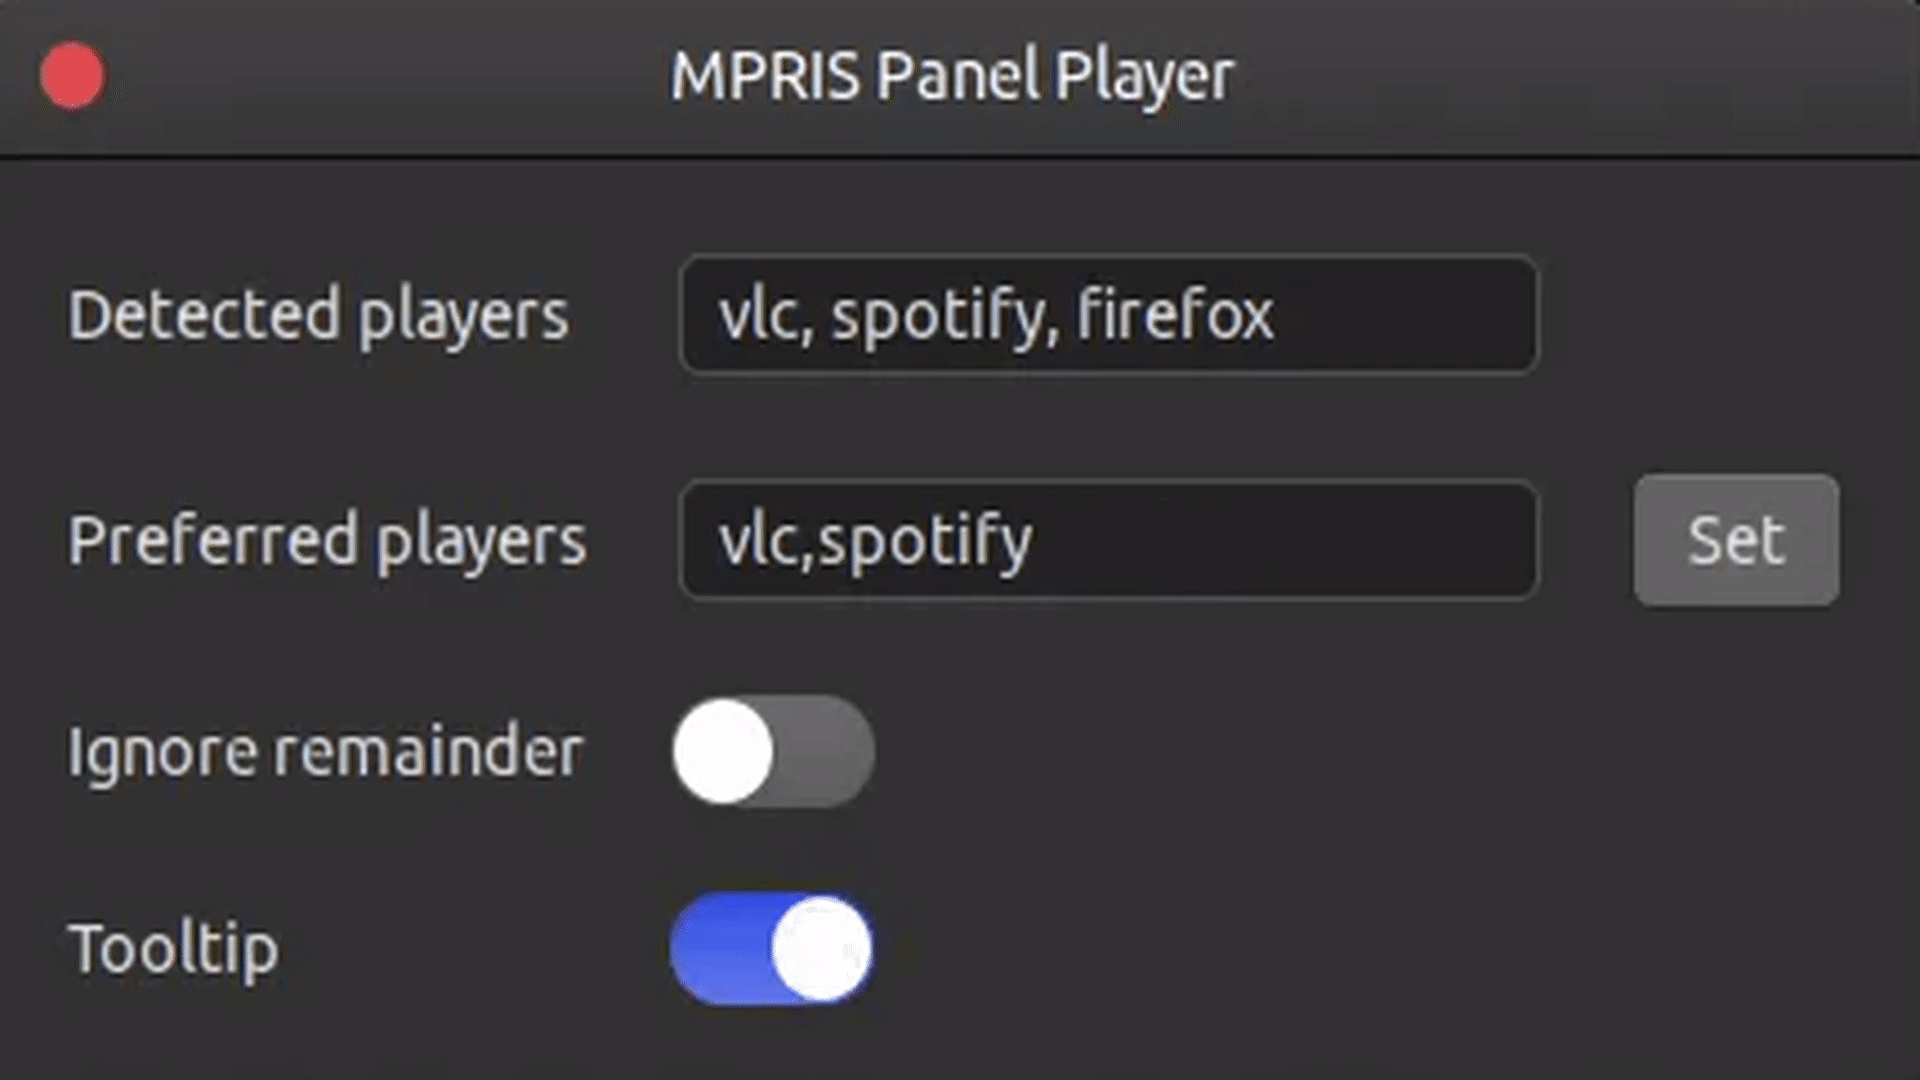 MPRIS Panel Player
Detected players vlc, spotify, firefox
Preferred players vlc,spotify Set
Ignore remainder
Tooltip